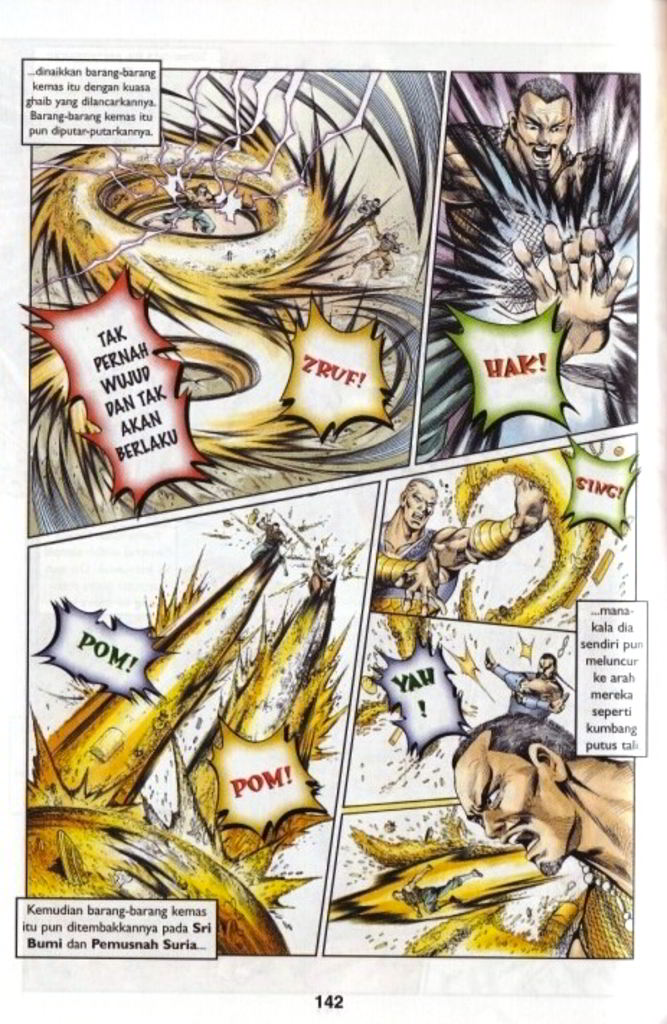 ...dinaikkan barang-barang
kemas itu dengan kuasa
ghaib yang dilancarkannya.
Barang-barang kemas itu
pun diputar-putarkannya.
TAK
PERNAH
WUJUD
DAN TAK
AKAN
BERLAKU
ZRUF!
HAK!
SING!
POM!
POM!
Kemudian barang-barang kemas
itu pun ditembakkannya pada Sri
Bumi dan Pemusnah Suria...
...mana-
kala dia
sendiri pun
meluncur
ke arah
mereka
seperti
kumbang
putus tali.
YAH
!
142